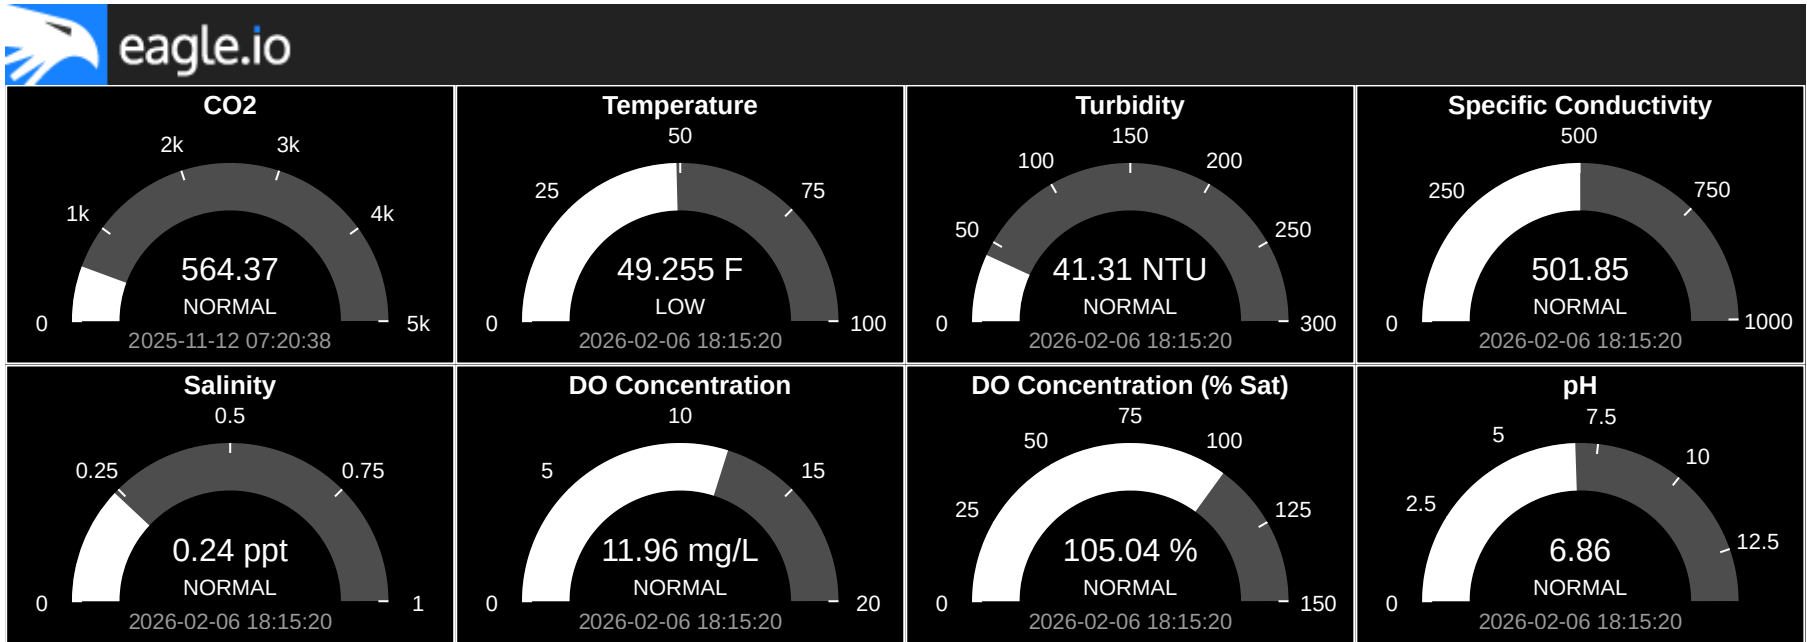 eagle.io
CO2
0
1k
2k
3k
4k
5k
564.37
NORMAL
2025-11-12 07:20:38
Temperature
0
25
50
75
100
49.255 F
LOW
2026-02-06 18:15:20
Turbidity
0
50
100
150
200
250
300
41.31 NTU
NORMAL
2026-02-06 18:15:20
Specific Conductivity
0
250
500
750
1000
501.85
NORMAL
2026-02-06 18:15:20
Salinity
0
0.25
0.5
0.75
1
0.24 ppt
NORMAL
2026-02-06 18:15:20
DO Concentration
0
5
10
15
20
11.96 mg/L
NORMAL
2026-02-06 18:15:20
DO Concentration (% Sat)
0
25
50
75
100
125
150
105.04 %
NORMAL
2026-02-06 18:15:20
pH
0
2.5
5
7.5
10
12.5
6.86
NORMAL
2026-02-06 18:15:20